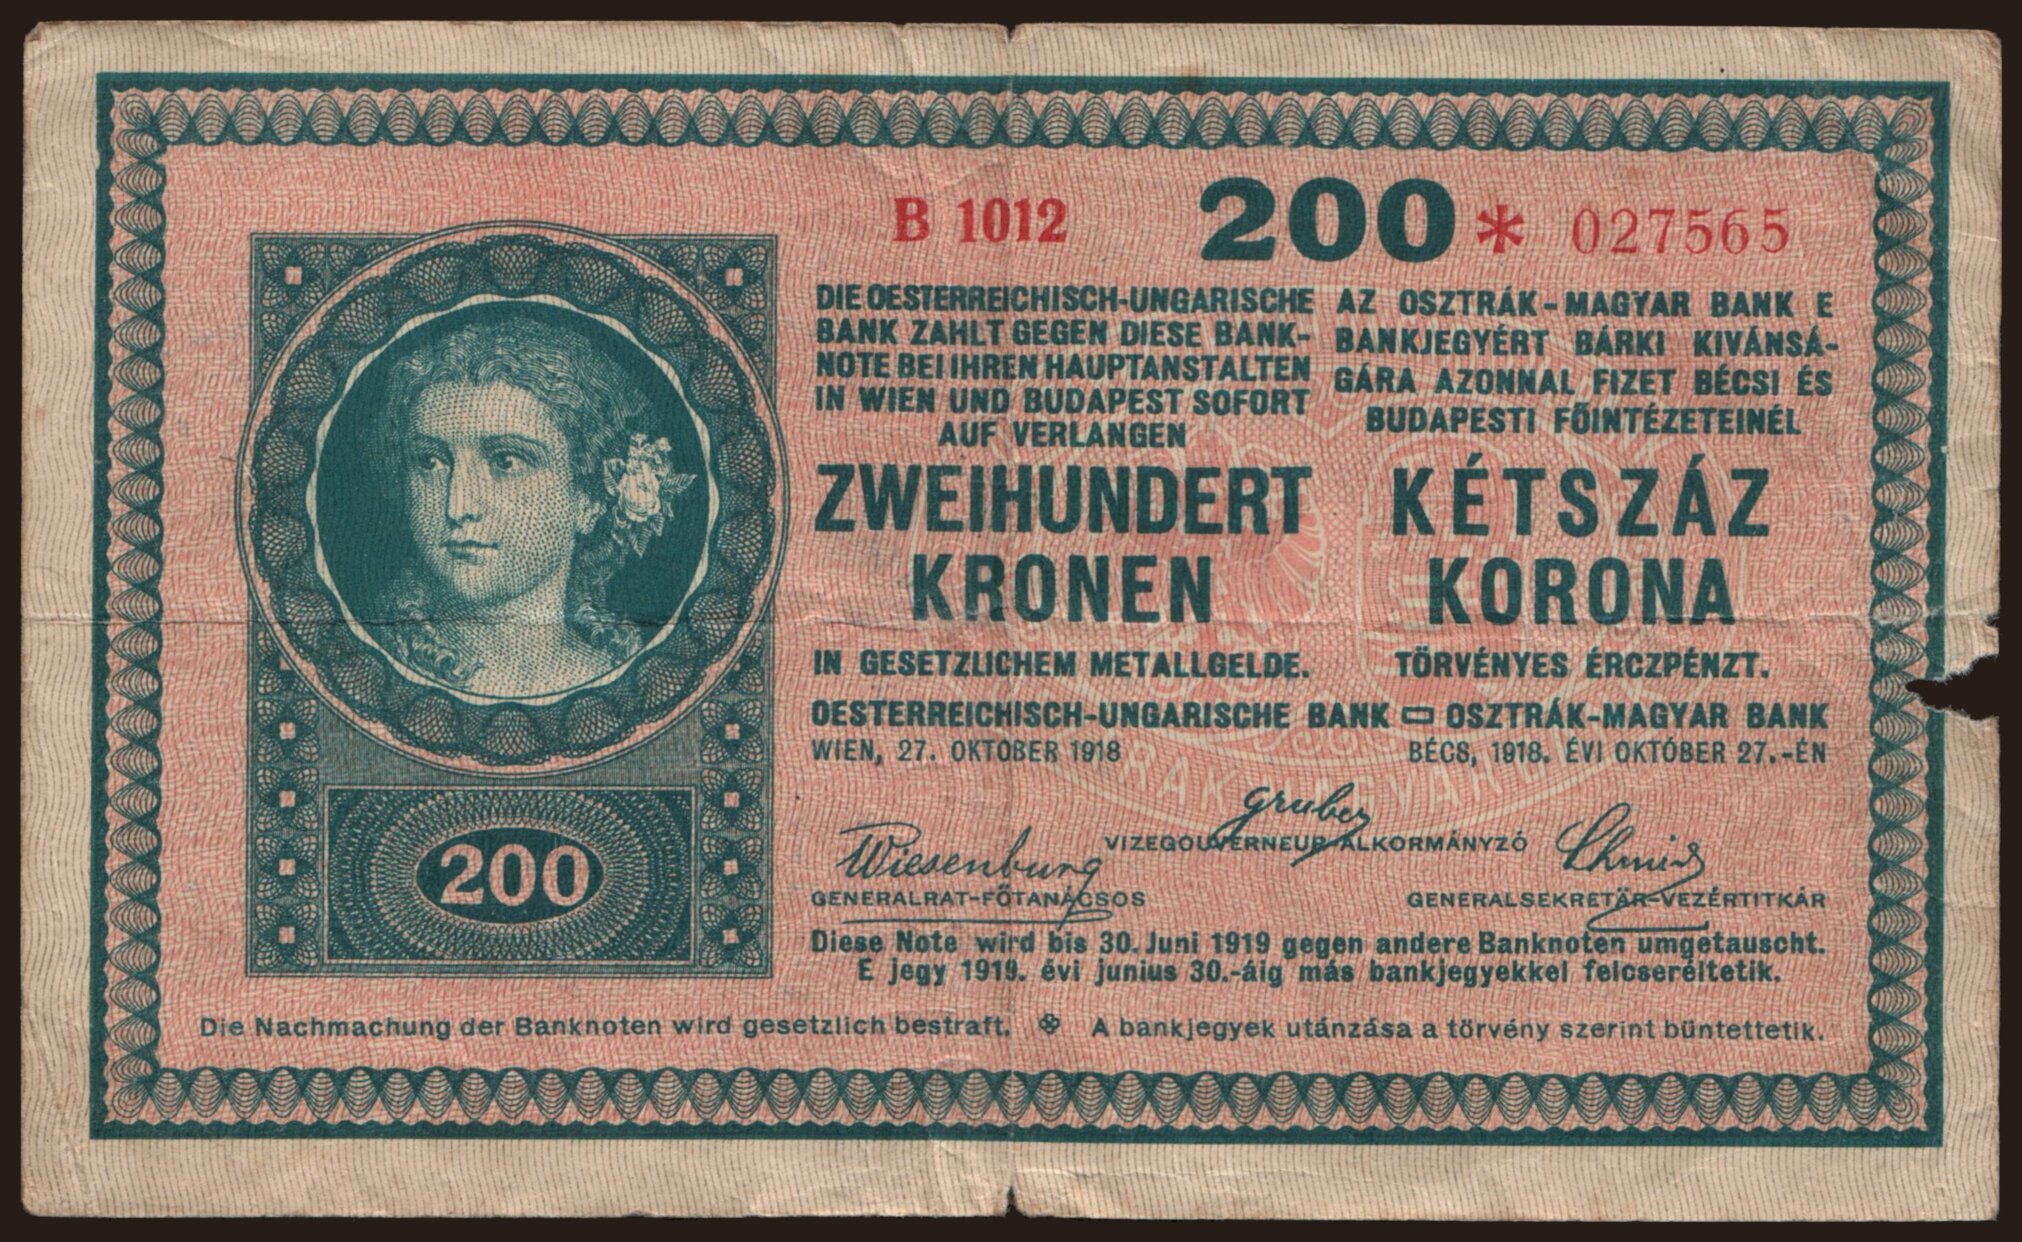 B 1012 200 * 027565
DIE OESTERREICHISCH-UNGARISCHE
BANK ZAHLT GEGEN DIESE BANK-
NOTE BEI IHREN HAUPTANSTALTEN
IN WIEN UND BUDAPEST SOFORT
AUF VERLANGEN
ZWEIHUNDERT
KRONEN
IN GESETZLICHEM METALLGELDE.
AZ OSZTRÁK-MAGYAR BANK E
BANKJEGYÉRT BÁRKI KIVÁNSÁ-
GÁRA AZONNAL FIZET BÉCSI ÉS
BUDAPESTI FŐINTÉZETEINÉL
KÉTSZÁZ
KORONA
TÖRVÉNYES ÉRCZPÉNZT.
OESTERREICHISCH-UNGARISCHE BANK OSZTRÁK-MAGYAR BANK
WIEN, 27. OKTOBER 1918 BÉCS, 1918. ÉVI OKTÓBER 27.-ÉN
Gruber
VIZEGOUVERNEUR-ALKORMÁNYZÓ
Wiesenburg
GENERALRAT-FŐTANÁCSOS
Schmid
GENERALSEKRETÄR-VEZÉRTITKÁR
200
Diese Note wird bis 30. Juni 1919 gegen andere Banknoten umgetauscht.
E jegy 1919. évi junius 30.-áig más bankjegyekkel felcseréltetik.
Die Nachmachung der Banknoten wird gesetzlich bestraft. A bankjegyek utánzása a törvény szerint büntettetik.